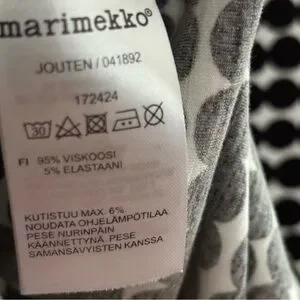 marimekko®
JOUTEN / 041892
172424
30
FI 95% VISKOOSI
5% ELASTAANI
KUTISTUU MAX. 6%
NOUDATA OHJELÄMPÖTILAA
PESE NURINPÄIN
KÄÄNNETTYNÄ. PESE
SAMANSÄVYISTEN KANSSA